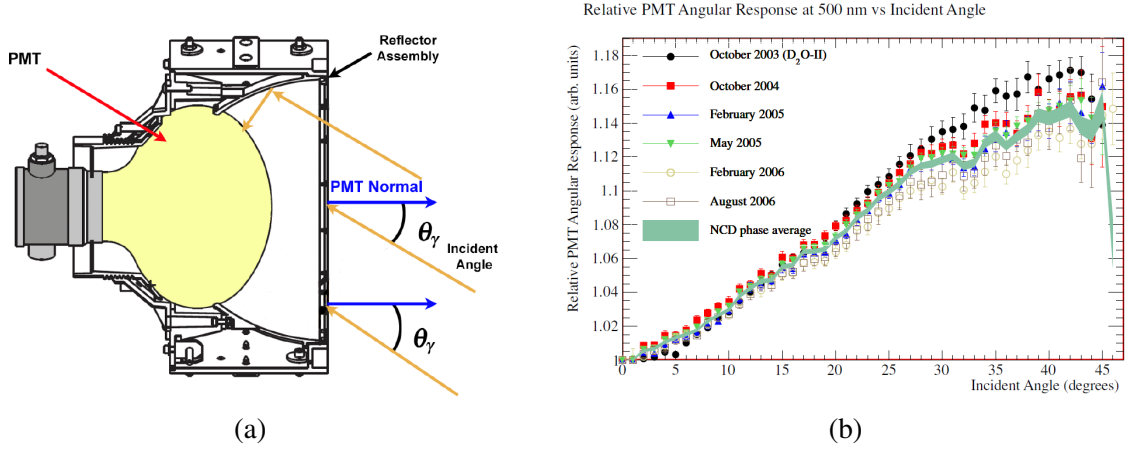 PMT
Reflector
Assembly
PMT Normal
θγ
Incident
Angle
θγ
(a)
Relative PMT Angular Response at 500 nm vs Incident Angle
Relative PMT Angular Response (arb. units)
1.18
1.16
1.14
1.12
1.1
1.08
1.06
1.04
1.02
1
October 2003 (D2O-II)
October 2004
February 2005
May 2005
February 2006
August 2006
NCD phase average
0 5 10 15 20 25 30 35 40 45
Incident Angle (degrees)
(b)